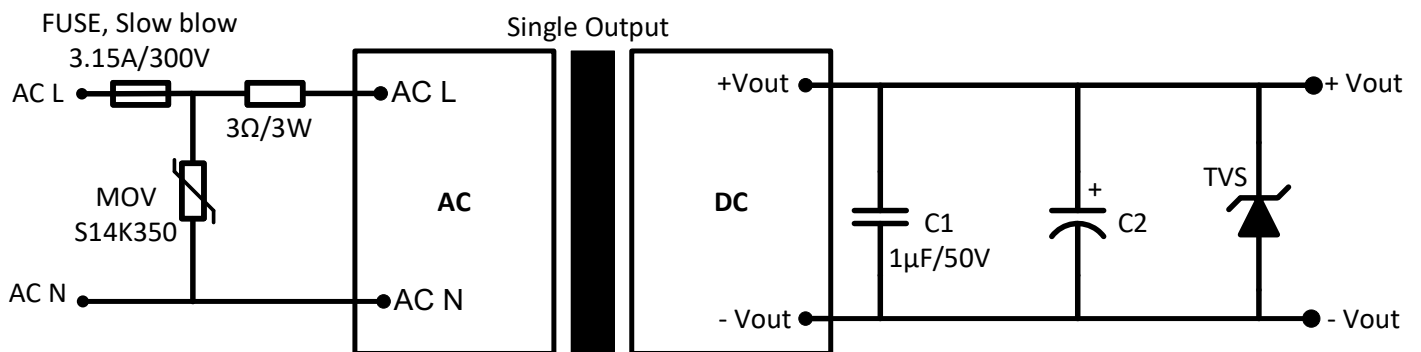 FUSE, Slow blow
3.15A/300V
Single Output
AC L
AC L
3Ω/3W
+Vout
+ Vout
MOV
S14K350
AC
DC
C1
1µF/50V
+
C2
TVS
AC N
AC N
- Vout
- Vout